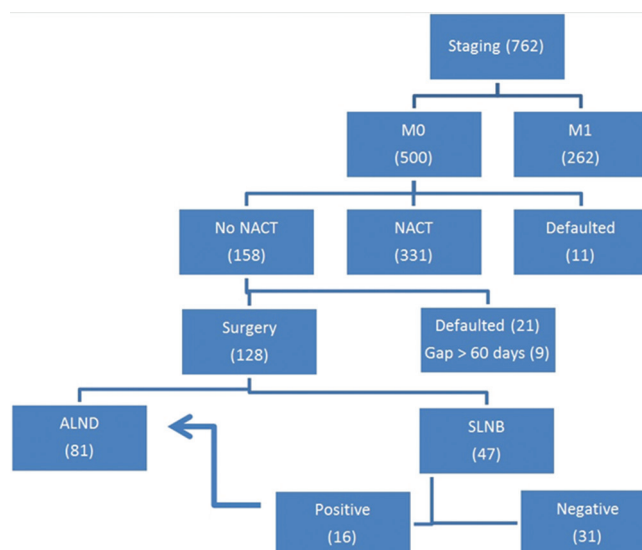 Staging (762)
M0
(500)
M1
(262)
No NACT
(158)
NACT
(331)
Defaulted
(11)
Surgery
(128)
Defaulted (21)
Gap > 60 days (9)
ALND
(81)
SLNB
(47)
Positive
(16)
Negative
(31)